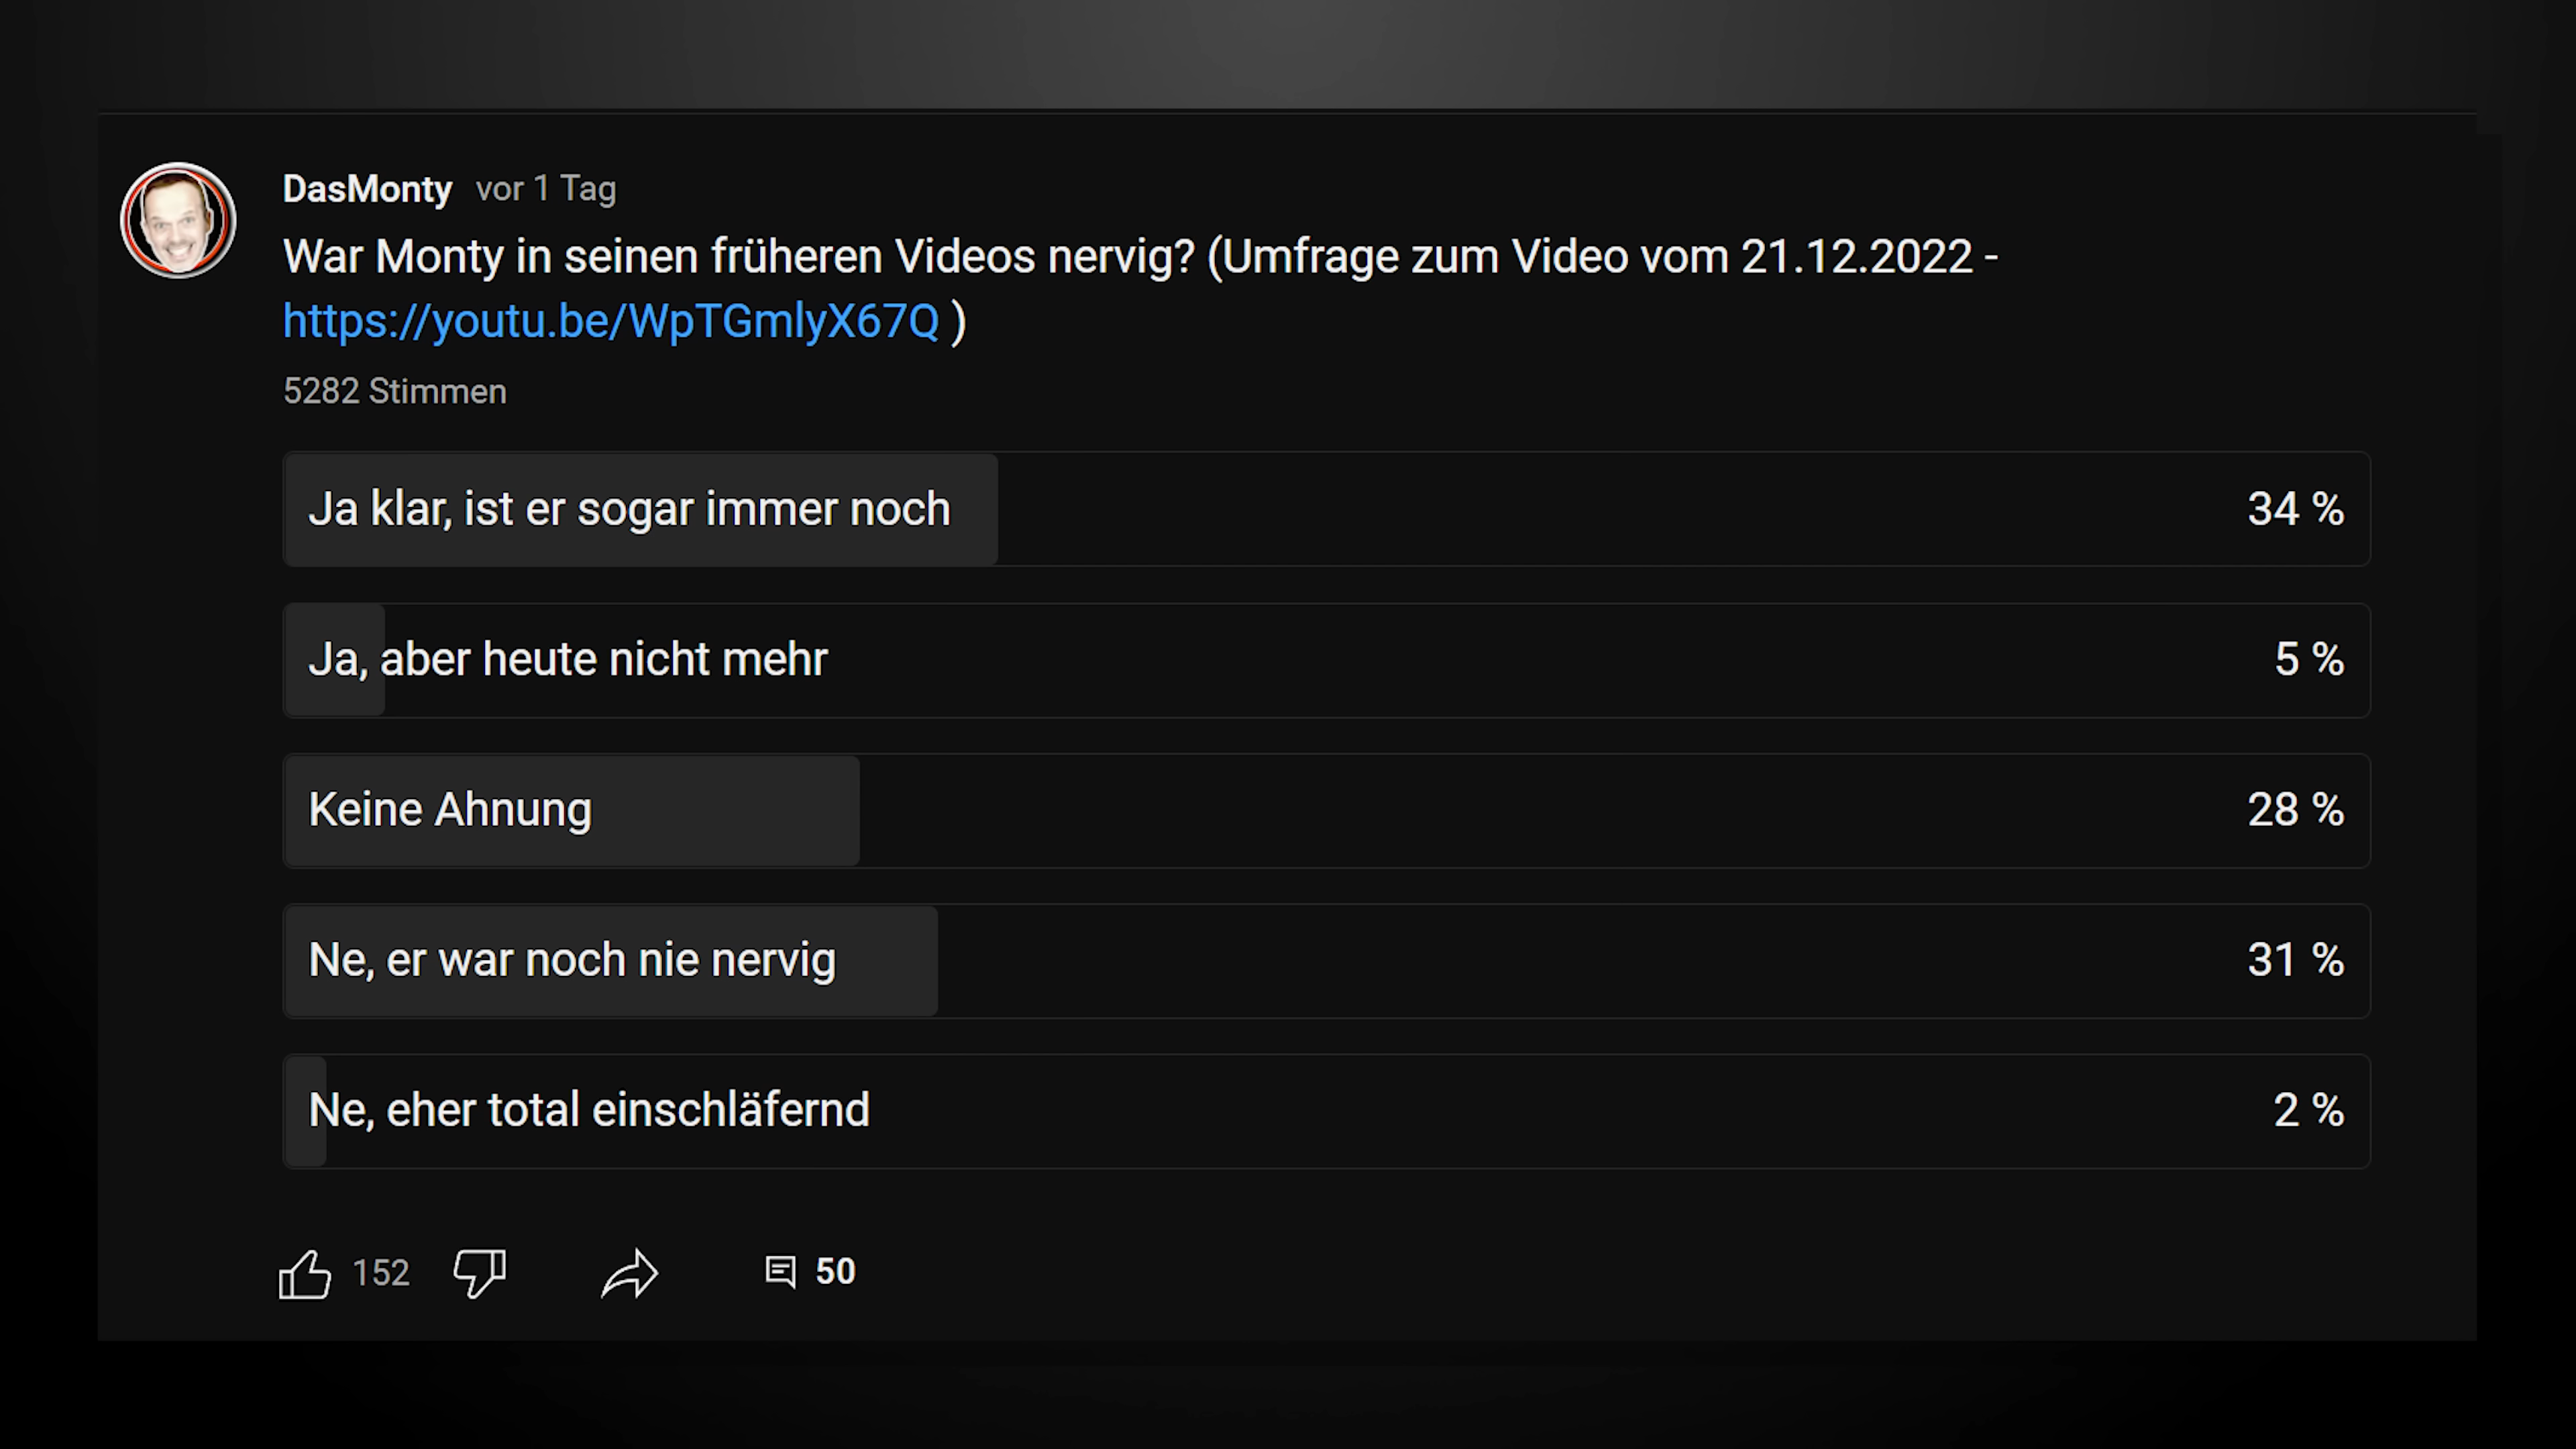 DasMonty vor 1 Tag
War Monty in seinen früheren Videos nervig? (Umfrage zum Video vom 21.12.2022 -
https://youtu.be/WpTGmlyX67Q )
5282 Stimmen
Ja klar, ist er sogar immer noch 34 %
Ja, aber heute nicht mehr 5 %
Keine Ahnung 28 %
Ne, er war noch nie nervig 31 %
Ne, eher total einschläfernd 2 %
152 50